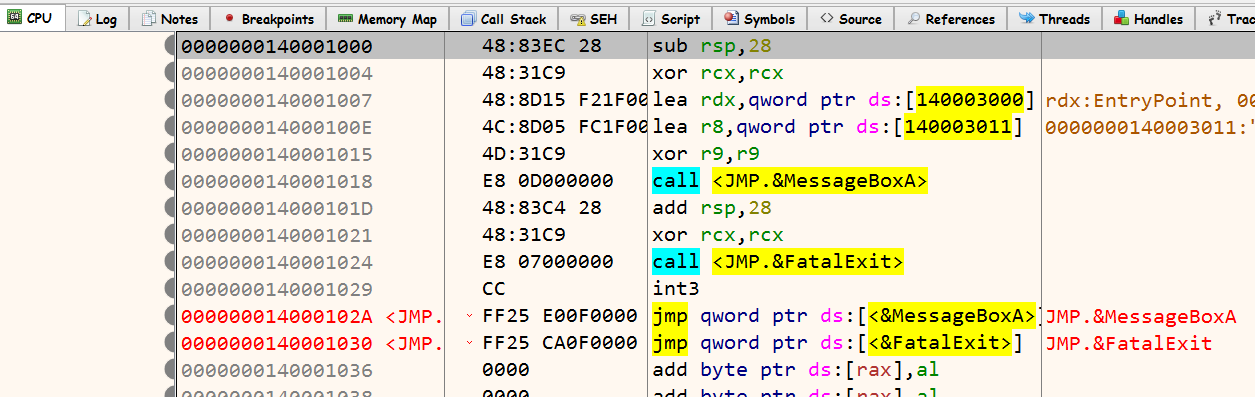 CPU Log Notes Breakpoints Memory Map Call Stack SEH Script Symbols Source References Threads Handles Trac
0000000140001000 48:83EC 28 sub rsp,28
0000000140001004 48:31C9 xor rcx,rcx
0000000140001007 48:8D15 F21F00 lea rdx,qword ptr ds:[140003000] rdx:EntryPoint, 00
000000014000100E 4C:8D05 FC1F00 lea r8,qword ptr ds:[140003011] 0000000140003011:"
0000000140001015 4D:31C9 xor r9,r9
0000000140001018 E8 0D000000 call <JMP.&MessageBoxA>
000000014000101D 48:83C4 28 add rsp,28
0000000140001021 48:31C9 xor rcx,rcx
0000000140001024 E8 07000000 call <JMP.&FatalExit>
0000000140001029 CC int3
000000014000102A <JMP. FF25 E00F0000 jmp qword ptr ds:[<&MessageBoxA>] JMP.&MessageBoxA
0000000140001030 <JMP. FF25 CA0F0000 jmp qword ptr ds:[<&FatalExit>] JMP.&FatalExit
0000000140001036 0000 add byte ptr ds:[rax],al
0000000140001038 0000 add byte ptr ds:[rax],al